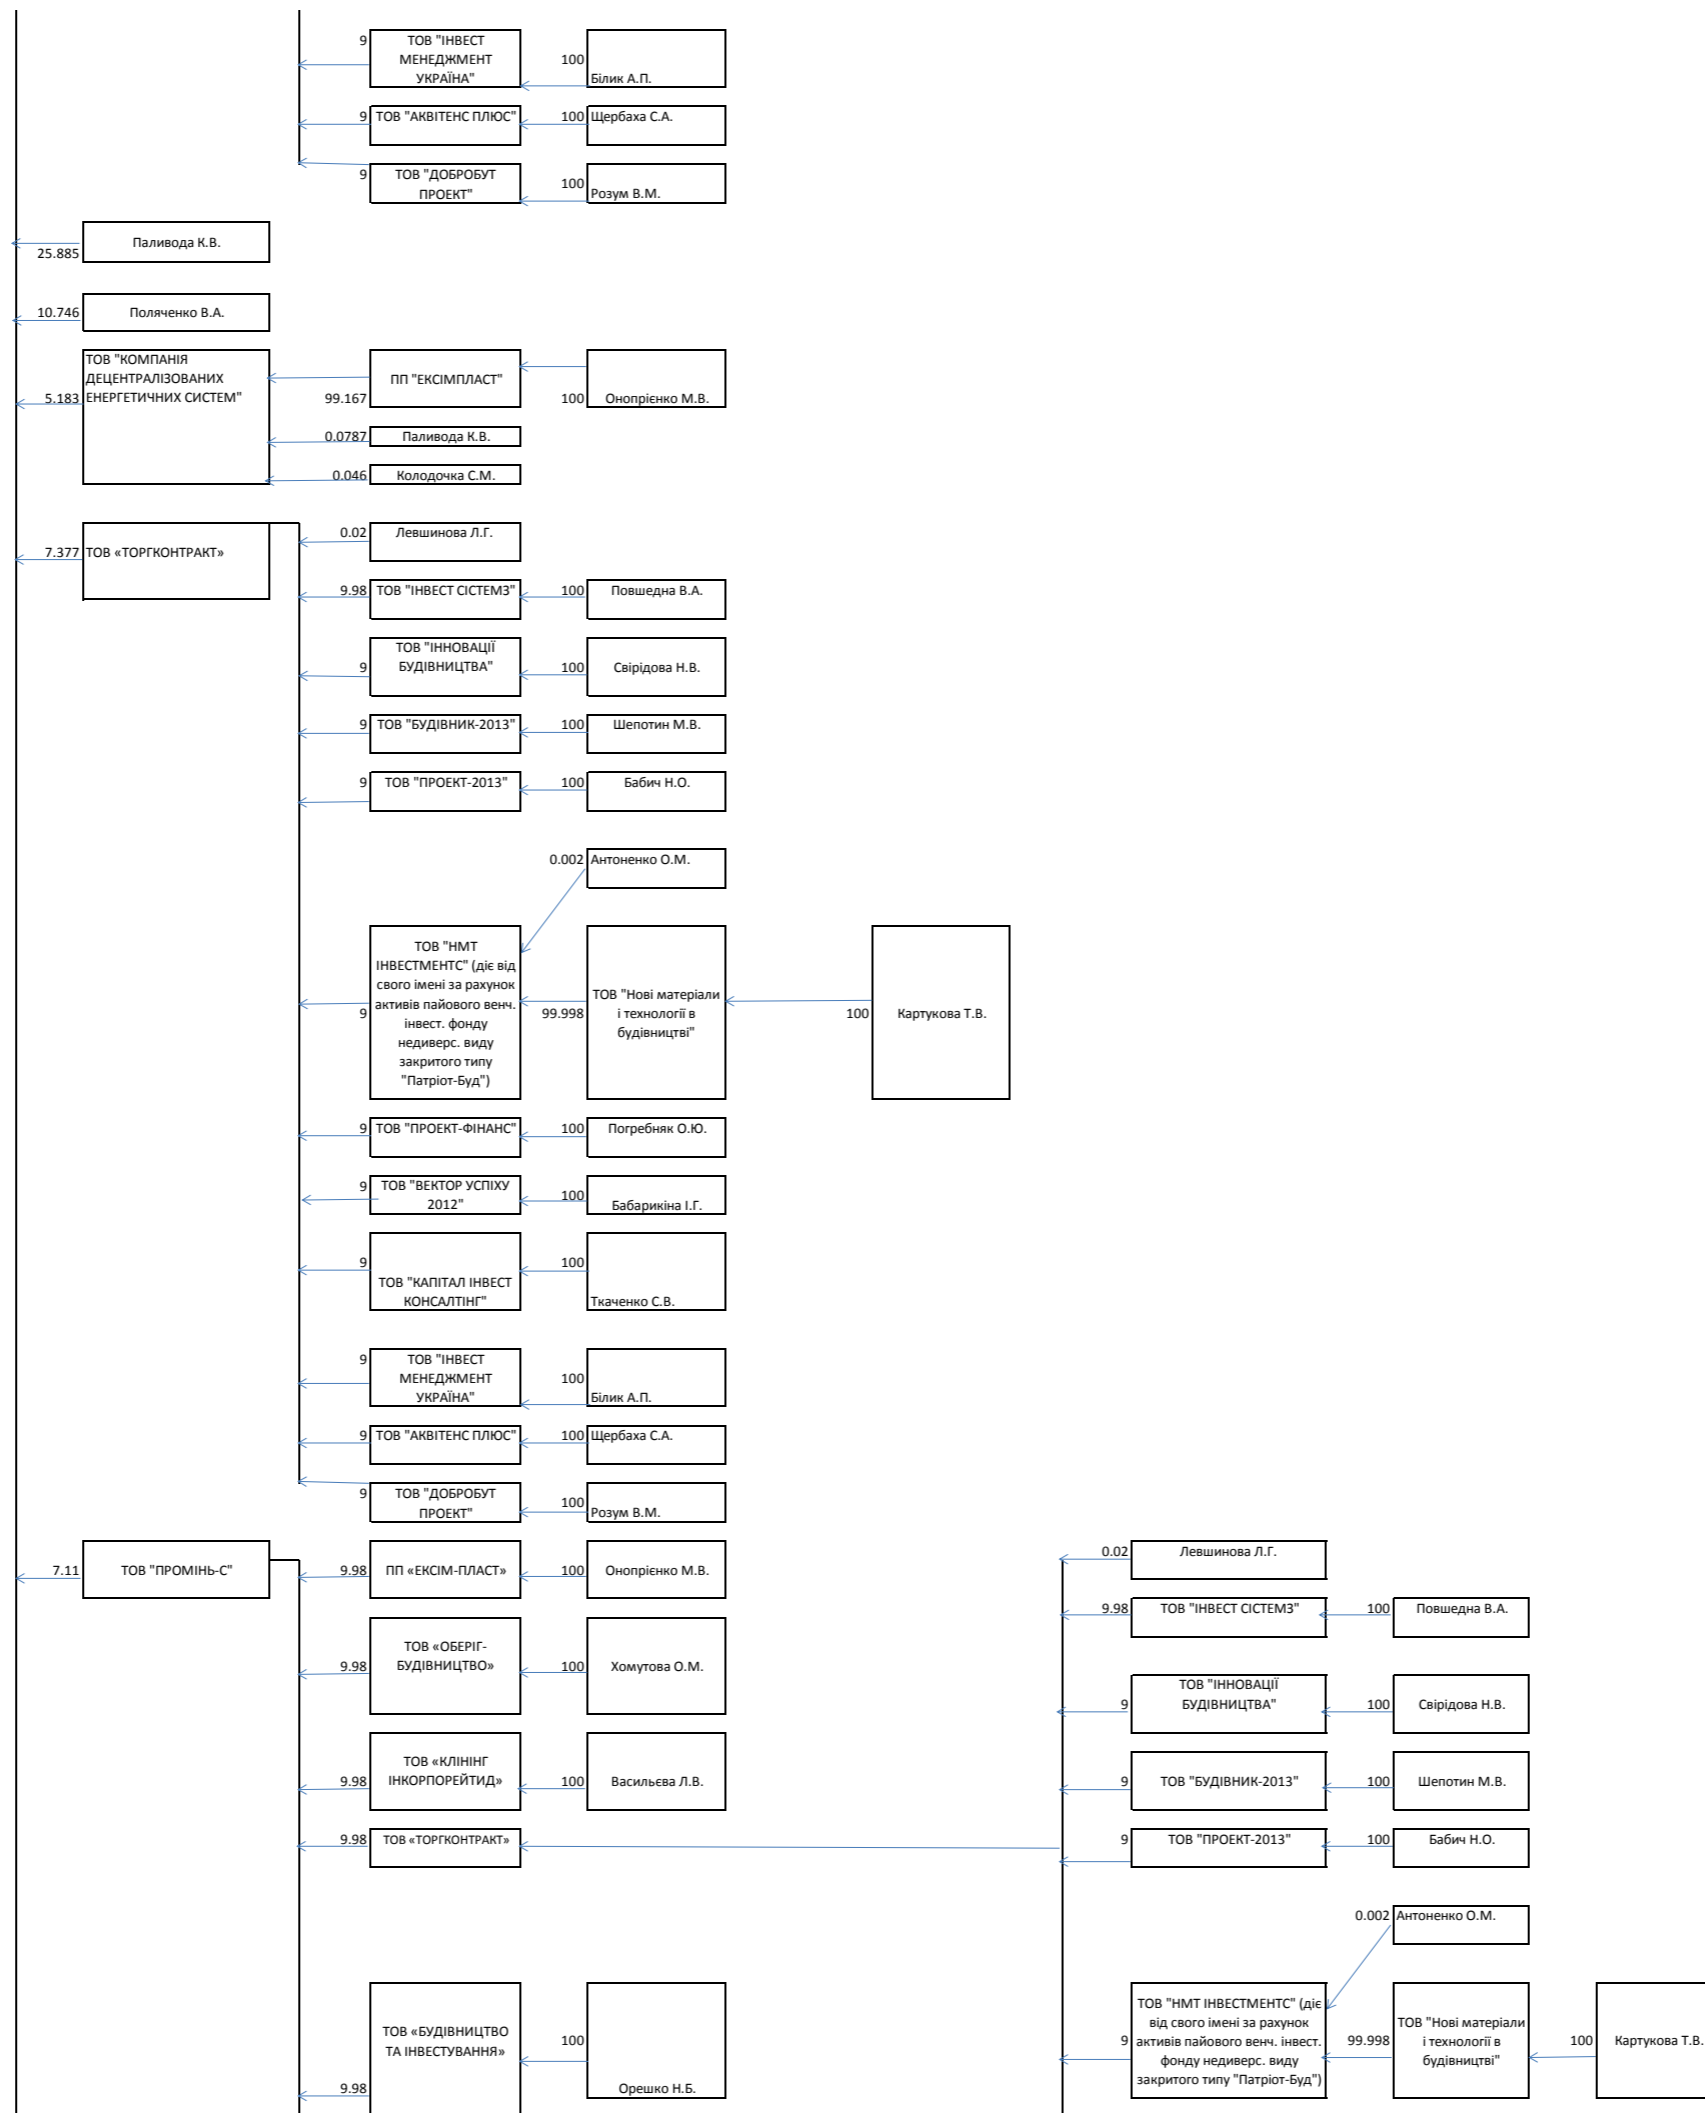 9 ТОВ "ІНВЕСТ
МЕНЕДЖМЕНТ
УКРАЇНА"
100
Білик А.П.
9 ТОВ "АКВІТЕНС ПЛЮС" 100 Щербаха С.А.
9 ТОВ "ДОБРОБУТ
ПРОЕКТ"
100
Розум В.М.
25.885
Паливода К.В.
10.746 Поляченко В.А.
5.183
ТОВ "КОМПАНІЯ
ДЕЦЕНТРАЛІЗОВАНИХ
ЕНЕРГЕТИЧНИХ СИСТЕМ"
99.167
ПП "ЕКСІМПЛАСТ"
100 Онопрієнко М.В.
0.0787 Паливода К.В.
0.046 Колодочка С.М.
7.377 ТОВ «ТОРГКОНТРАКТ»
0.02 Левшинова Л.Г.
9.98 ТОВ "ІНВЕСТ СІСТЕМЗ" 100 Повшедна В.А.
9
ТОВ "ІННОВАЦІЇ
БУДІВНИЦТВА"
100 Свірідова Н.В.
9 ТОВ "БУДІВНИК-2013" 100 Шепотин М.В.
9 ТОВ "ПРОЕКТ-2013" 100 Бабич Н.О.
0.002 Антоненко О.М.
9
ТОВ "НМТ
ІНВЕСТМЕНТС" (діє від
свого імені за рахунок
активів пайового венч.
інвест. фонду
недиверс. виду
закритого типу
"Патріот-Буд")
99.998
ТОВ "Нові матеріали
і технології в
будівництві"
100 Картукова Т.В.
9 ТОВ "ПРОЕКТ-ФІНАНС" 100 Погребняк О.Ю.
9 ТОВ "ВЕКТОР УСПІХУ
2012"
100
Бабарикіна І.Г.
9
ТОВ "КАПІТАЛ ІНВЕСТ
КОНСАЛТІНГ"
100
Ткаченко С.В.
9 ТОВ "ІНВЕСТ
МЕНЕДЖМЕНТ
УКРАЇНА"
100
Білик А.П.
9 ТОВ "АКВІТЕНС ПЛЮС" 100 Щербаха С.А.
9 ТОВ "ДОБРОБУТ
ПРОЕКТ"
100
Розум В.М.
7.11 ТОВ "ПРОМІНЬ-С"
9.98 ПП «ЕКСІМ-ПЛАСТ» 100 Онопрієнко М.В.
0.02 Левшинова Л.Г.
9.98 ТОВ "ІНВЕСТ СІСТЕМЗ" 100 Повшедна В.А.
9.98
ТОВ «ОБЕРІГ-
БУДІВНИЦТВО»
100 Хомутова О.М.
9
ТОВ "ІННОВАЦІЇ
БУДІВНИЦТВА"
100 Свірідова Н.В.
9.98
ТОВ «КЛІНІНГ
ІНКОРПОРЕЙТИД»
100 Васильєва Л.В.
9 ТОВ "БУДІВНИК-2013" 100 Шепотин М.В.
9.98 ТОВ «ТОРГКОНТРАКТ»
9 ТОВ "ПРОЕКТ-2013" 100 Бабич Н.О.
0.002 Антоненко О.М.
9.98
ТОВ «БУДІВНИЦТВО
ТА ІНВЕСТУВАННЯ»
100
Орешко Н.Б.
9
ТОВ "НМТ ІНВЕСТМЕНТС" (діє
від свого імені за рахунок
активів пайового венч. інвест.
фонду недиверс. виду
закритого типу "Патріот-Буд")
99.998
ТОВ "Нові матеріали
і технології в
будівництві"
100 Картукова Т.В.